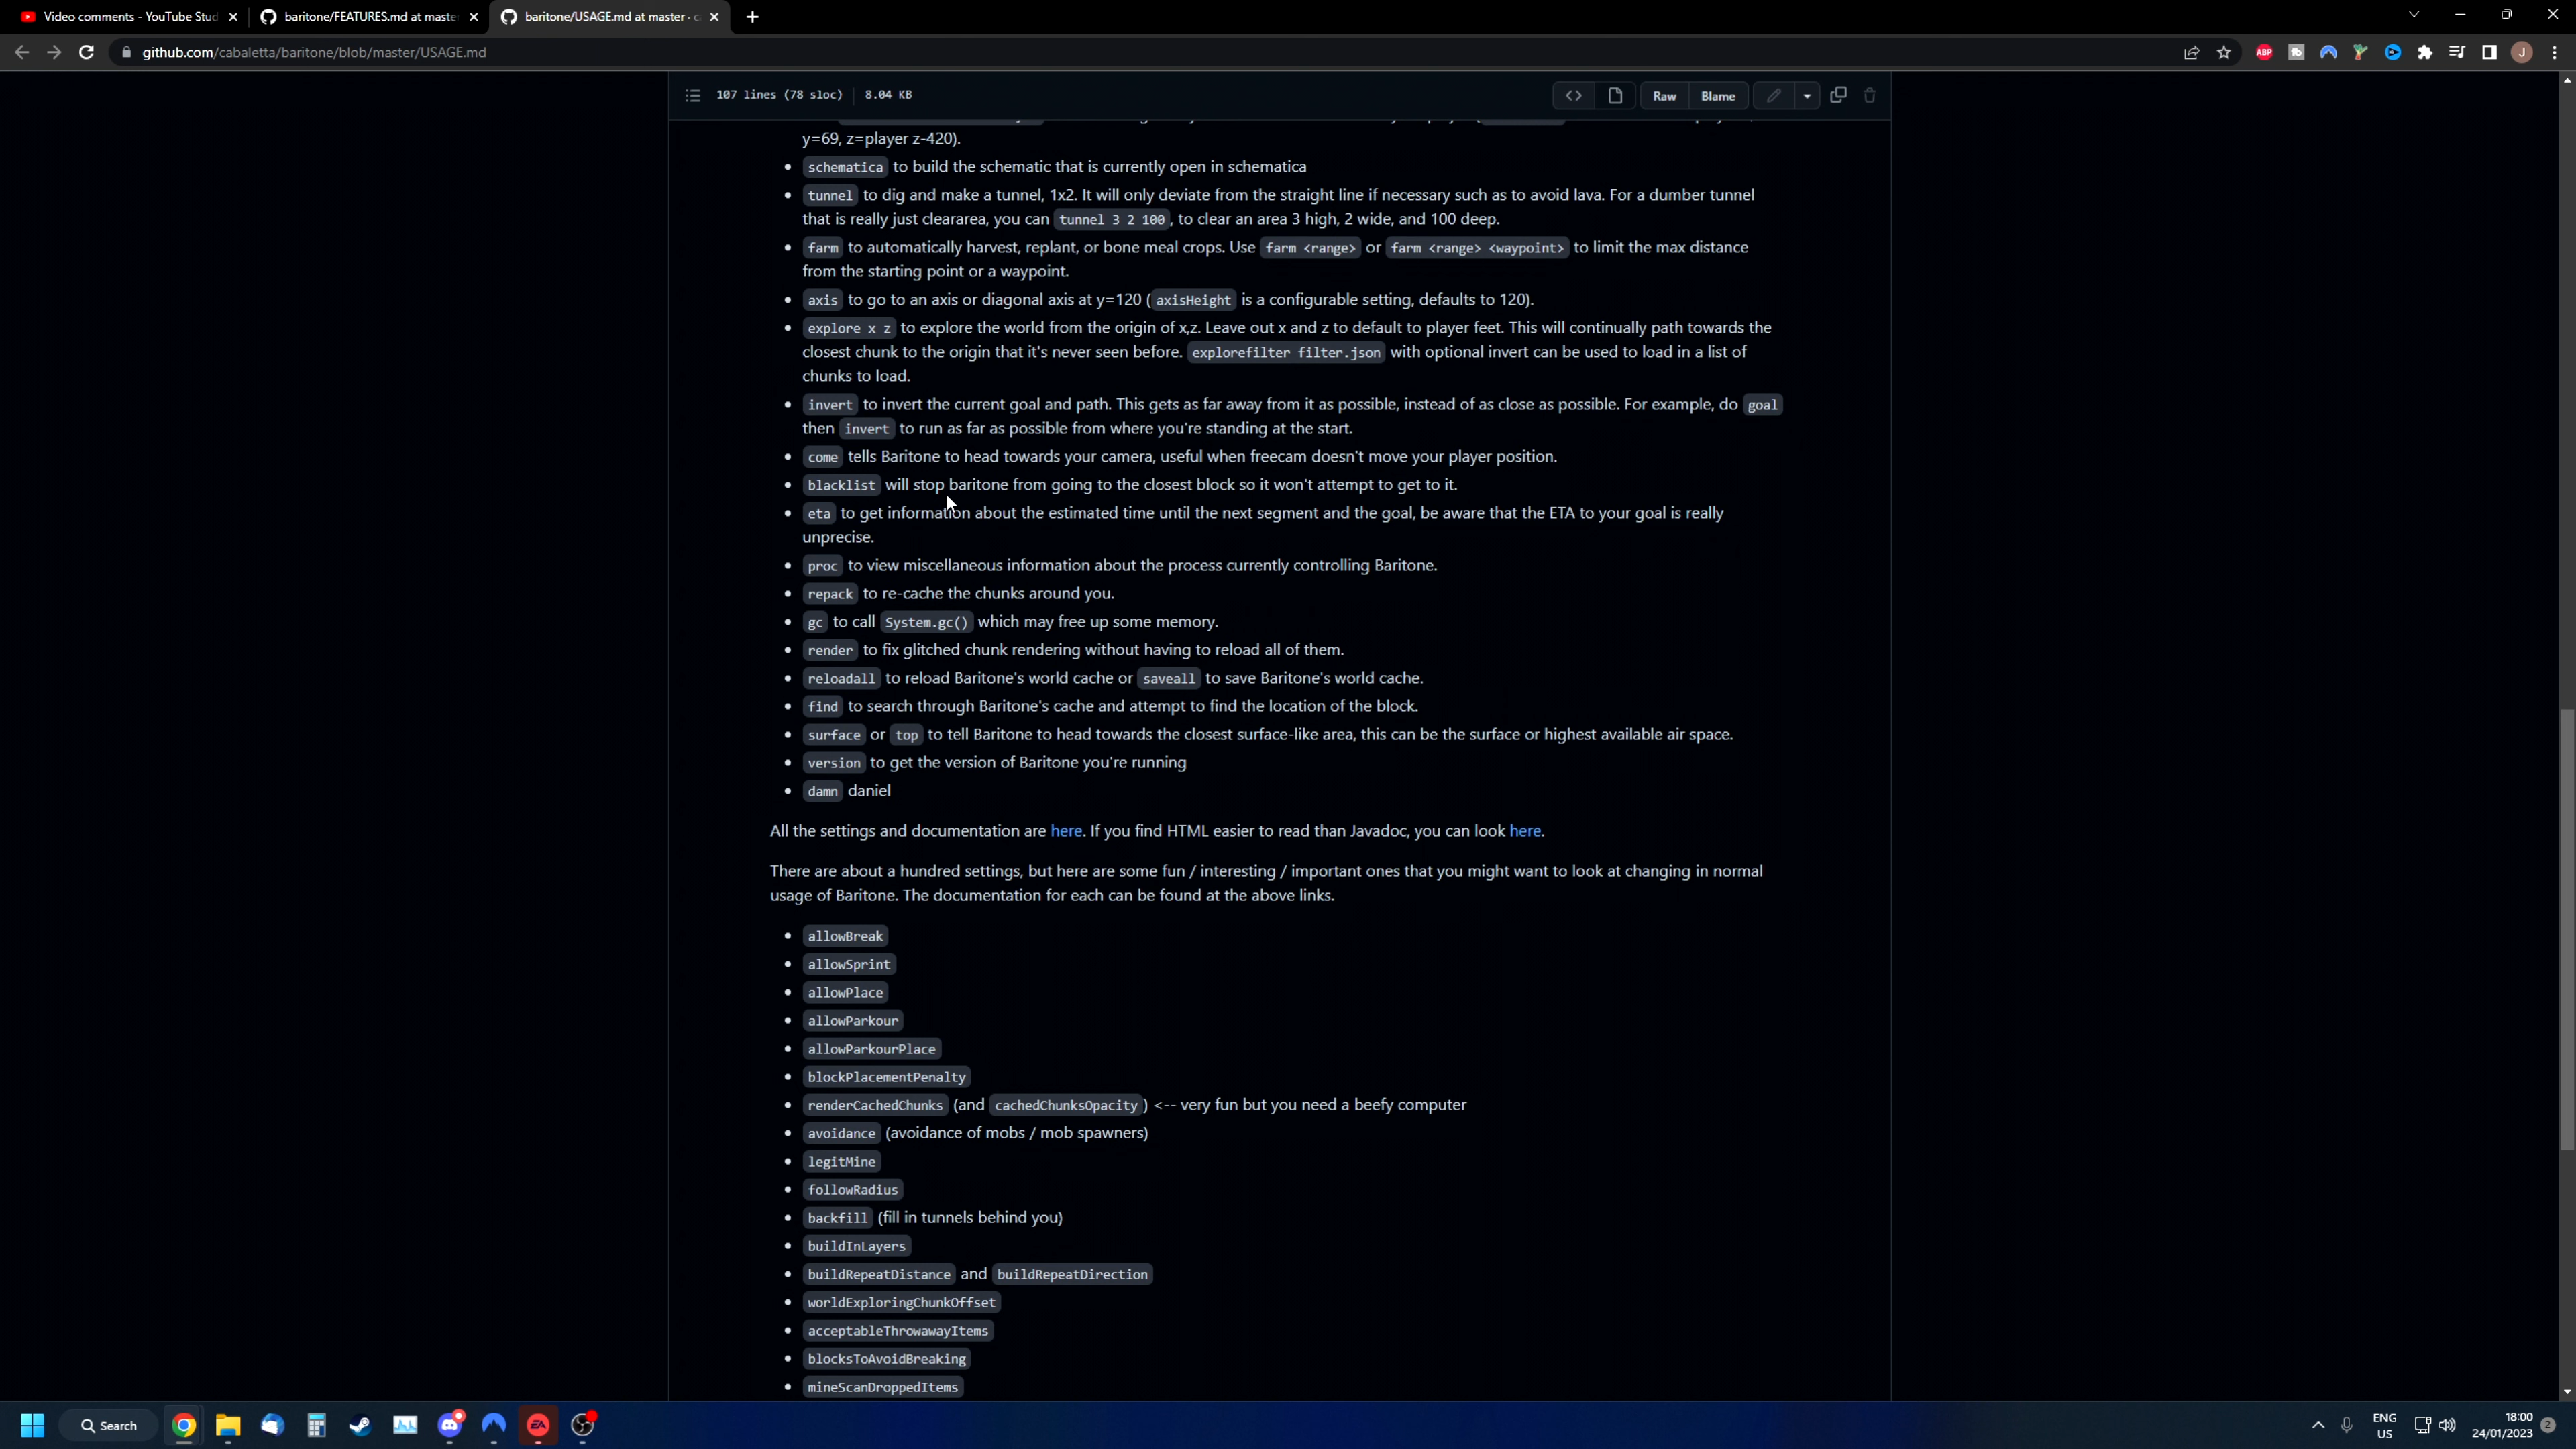 Video comments - YouTube Stud
baritone/FEATURES.md at maste
baritone/USAGE.md at master · c
github.com/cabaletta/baritone/blob/master/USAGE.md
ABP
J
107 lines (78 sloc) 8.04 KB
Raw Blame
y=69, z=player z-420).
• schematica to build the schematic that is currently open in schematica
• tunnel to dig and make a tunnel, 1x2. It will only deviate from the straight line if necessary such as to avoid lava. For a dumber tunnel
that is really just cleararea, you can tunnel 3 2 100 , to clear an area 3 high, 2 wide, and 100 deep.
• farm to automatically harvest, replant, or bone meal crops. Use farm <range> or farm <range> <waypoint> to limit the max distance
from the starting point or a waypoint.
• axis to go to an axis or diagonal axis at y=120 ( axisHeight is a configurable setting, defaults to 120).
• explore x z to explore the world from the origin of x,z. Leave out x and z to default to player feet. This will continually path towards the
closest chunk to the origin that it's never seen before. explorefilter filter.json with optional invert can be used to load in a list of
chunks to load.
• invert to invert the current goal and path. This gets as far away from it as possible, instead of as close as possible. For example, do goal
then invert to run as far as possible from where you're standing at the start.
• come tells Baritone to head towards your camera, useful when freecam doesn't move your player position.
• blacklist will stop baritone from going to the closest block so it won't attempt to get to it.
• eta to get information about the estimated time until the next segment and the goal, be aware that the ETA to your goal is really
unprecise.
• proc to view miscellaneous information about the process currently controlling Baritone.
• repack to re-cache the chunks around you.
• gc to call System.gc() which may free up some memory.
• render to fix glitched chunk rendering without having to reload all of them.
• reloadall to reload Baritone's world cache or saveall to save Baritone's world cache.
• find to search through Baritone's cache and attempt to find the location of the block.
• surface or top to tell Baritone to head towards the closest surface-like area, this can be the surface or highest available air space.
• version to get the version of Baritone you're running
• damn daniel
All the settings and documentation are here. If you find HTML easier to read than Javadoc, you can look here.
There are about a hundred settings, but here are some fun / interesting / important ones that you might want to look at changing in normal
usage of Baritone. The documentation for each can be found at the above links.
• allowBreak
• allowSprint
• allowPlace
• allowParkour
• allowParkourPlace
• blockPlacementPenalty
• renderCachedChunks (and cachedChunksOpacity ) <-- very fun but you need a beefy computer
• avoidance (avoidance of mobs / mob spawners)
• legitMine
• followRadius
• backfill (fill in tunnels behind you)
• buildInLayers
• buildRepeatDistance and buildRepeatDirection
• worldExploringChunkOffset
• acceptableThrowawayItems
• blocksToAvoidBreaking
• mineScanDroppedItems
Search
EA
ENG
US
18:00
24/01/2023
2